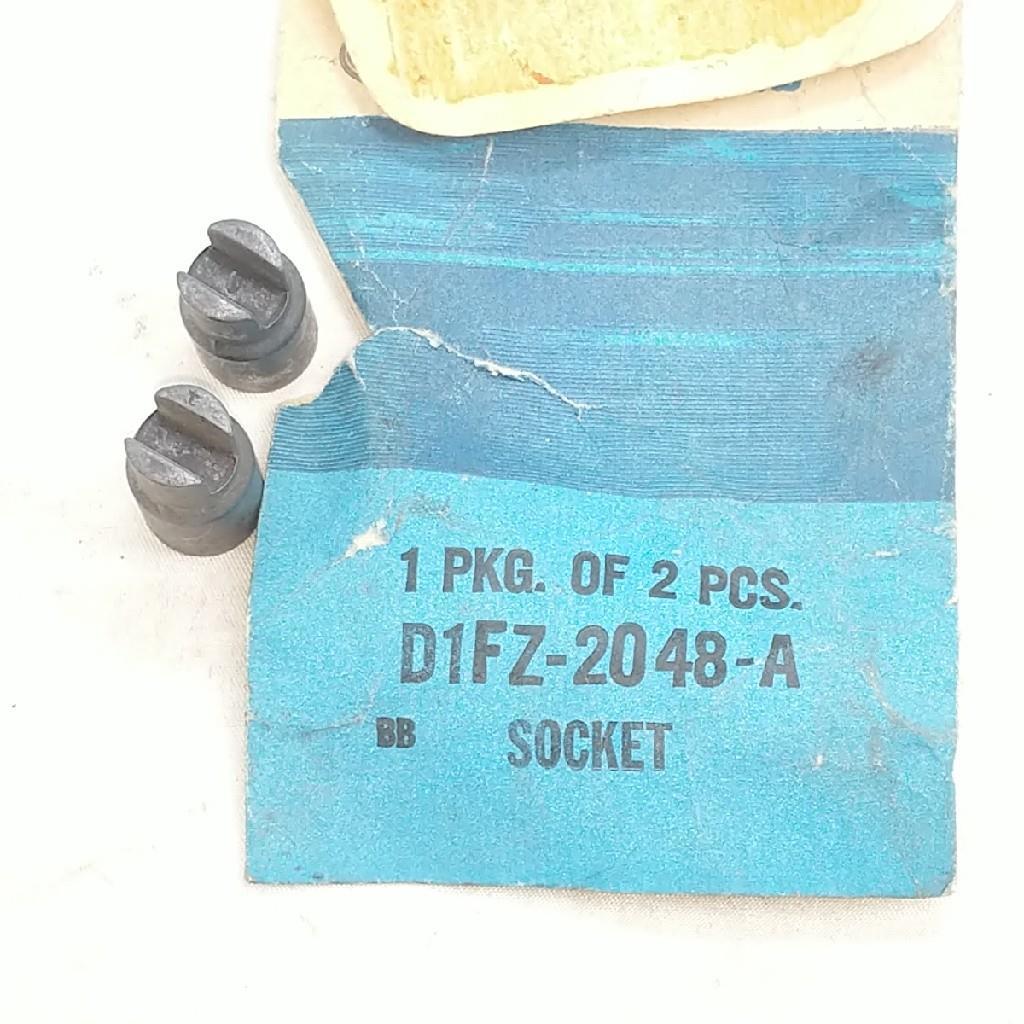 1 PKG. OF 2 PCS.
D1FZ-2048-A
BB SOCKET